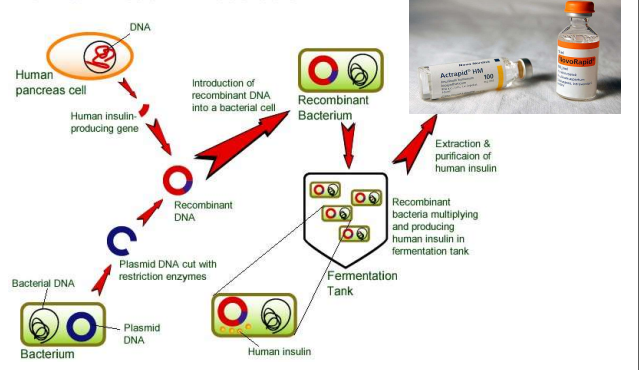 DNA
Human
pancreas cell
Human insulin-
producing gene
Introduction of
recombinant DNA
into a bacterial cell
Recombinant
Bacterium
Actrapid® HM
100
NovoRapid®
Extraction &
purificaion of
human insulin
Recombinant
DNA
Recombinant
bacteria multiplying
and producing
human insulin in
fermentation tank
Plasmid DNA cut with
restriction enzymes
Fermentation
Tank
Bacterial DNA
Plasmid
DNA
Bacterium
Human insulin